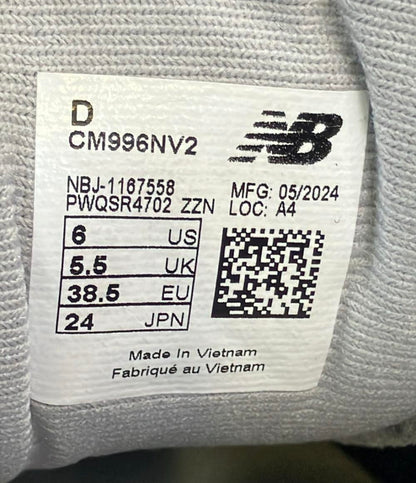 D
CM996NV2
NB
NBJ-1167558
PWQSR4702 ZZN
MFG: 05/2024
LOC: A4
6 US
5.5 UK
38.5 EU
24 JPN
Made In Vietnam
Fabriqué au Vietnam